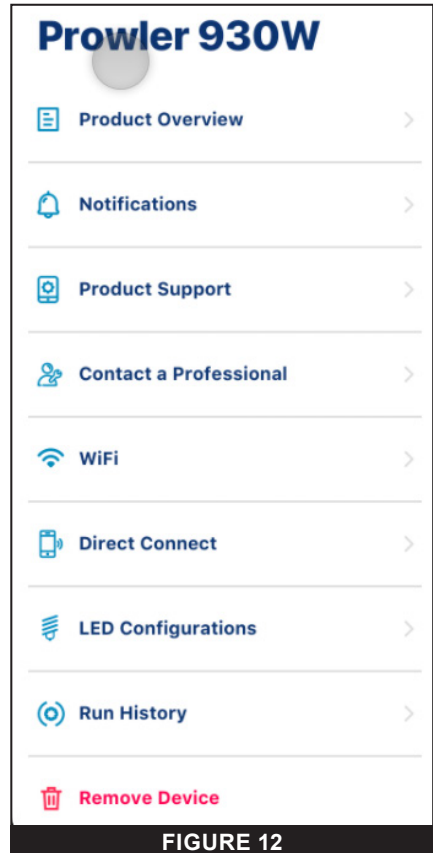 Prowler 930W
Product Overview
Notifications
Product Support
Contact a Professional
WiFi
Direct Connect
LED Configurations
Run History
Remove Device
FIGURE 12